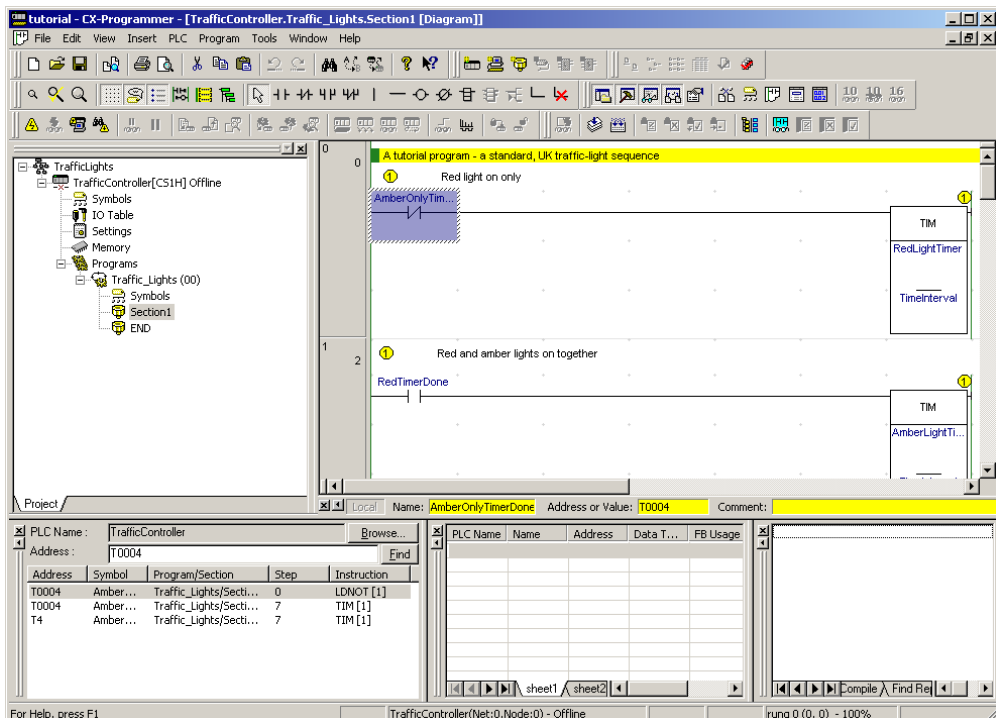 tutorial - CX-Programmer - [TrafficController.Traffic_Lights.Section1 [Diagram]]
File Edit View Insert PLC Program Tools Window Help
10 10 16
TrafficLights
TrafficController[CS1H] Offline
Symbols
IO Table
Settings
Memory
Programs
Traffic_Lights (00)
Symbols
Section1
END
Project
0
0
A tutorial program - a standard, UK traffic-light sequence
1
Red light on only
AmberOnlyTim...
1
TIM
RedLightTimer
TimeInterval
1
2
1
Red and amber lights on together
RedTimerDone
1
TIM
AmberLightTi...
Local Name: AmberOnlyTimerDone Address or Value: T0004 Comment:
PLC Name : TrafficController Browse...
Address : T0004 Find
Address Symbol Program/Section Step Instruction
T0004 Amber... Traffic_Lights/Secti... 0 LDNOT [1]
T0004 Amber... Traffic_Lights/Secti... 7 TIM [1]
T4 Amber... Traffic_Lights/Secti... 7 TIM [1]
PLC Name Name Address Data T... FB Usage
sheet1 sheet2
Compile Find Re
For Help, press F1
TrafficController(Net:0,Node:0) - Offline
rung 0 (0, 0) - 100%